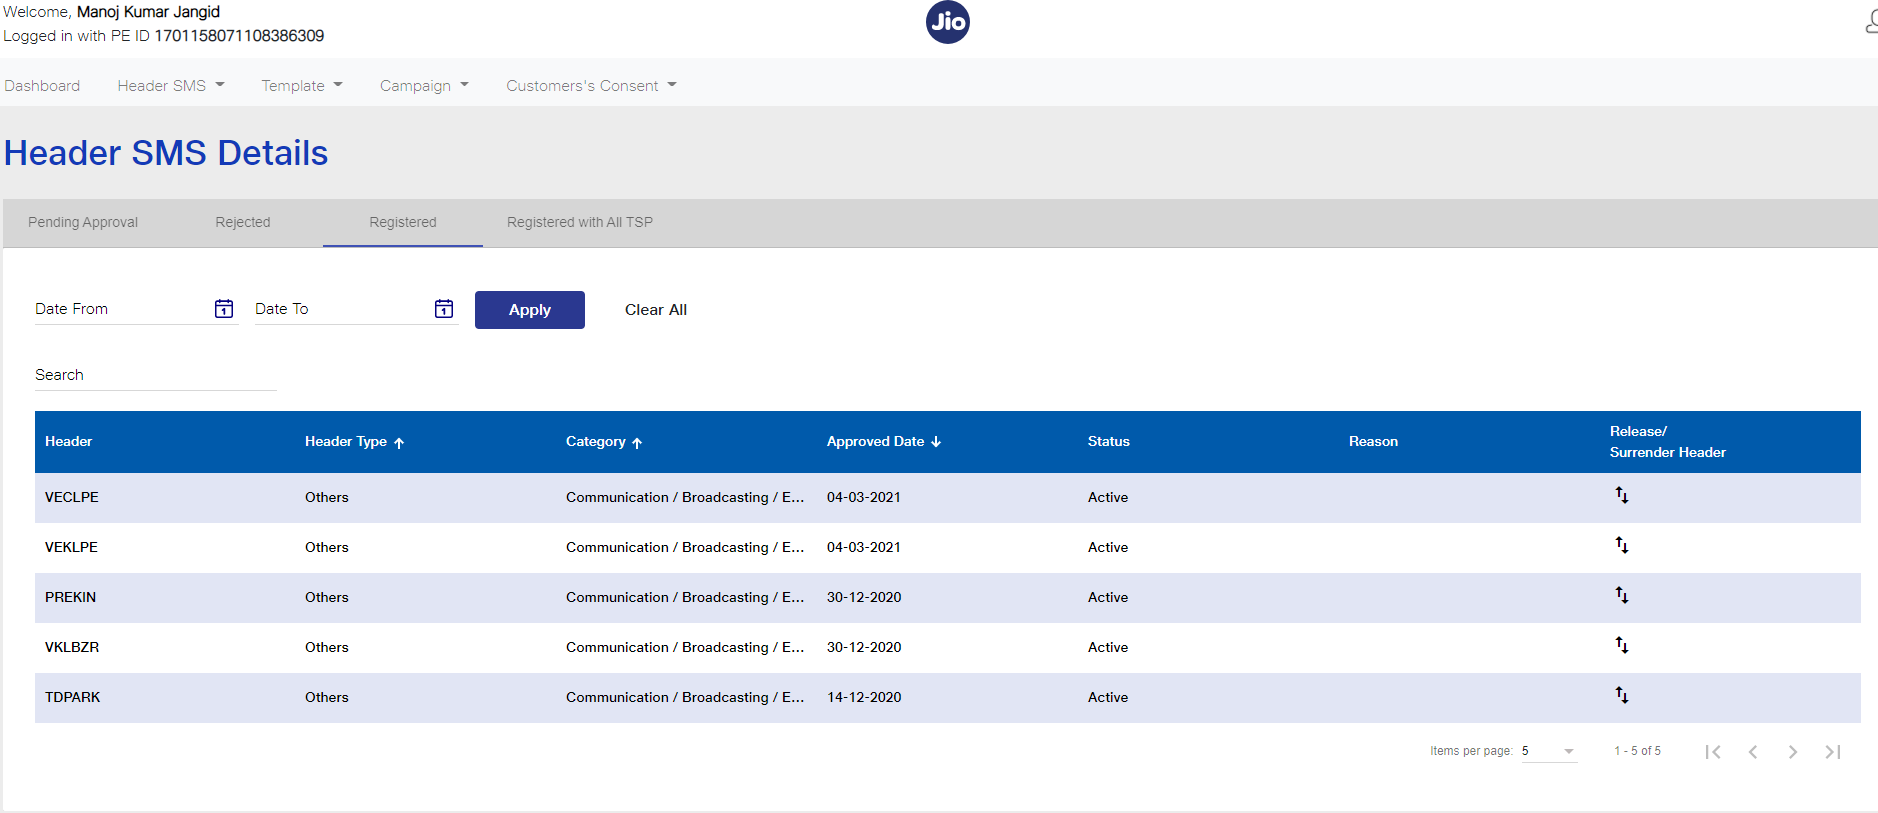 Welcome, Manoj Kumar Jangid
Logged in with PE ID 1701158071108386309
Jio
Dashboard Header SMS Template Campaign Customers's Consent
Header SMS Details
Pending Approval Rejected Registered Registered with All TSP
Date From 1 Date To 1 Apply Clear All
Search
Header Header Type Category Approved Date Status Reason Release/
Surrender Header
VECLPE Others Communication / Broadcasting / E... 04-03-2021 Active
VEKLPE Others Communication / Broadcasting / E... 04-03-2021 Active
PREKIN Others Communication / Broadcasting / E... 30-12-2020 Active
VKLBZR Others Communication / Broadcasting / E... 30-12-2020 Active
TDPARK Others Communication / Broadcasting / E... 14-12-2020 Active
Items per page: 5 1 - 5 of 5